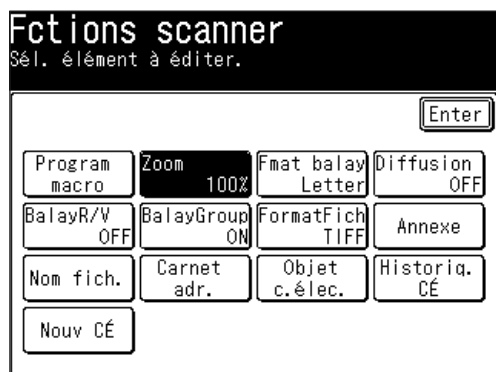 Fctions scanner
Sél. élément à éditer.
Enter
Program macro
Zoom 100%
Fmat balay Letter
Diffusion OFF
BalayR/V OFF
BalayGroup ON
FormatFich TIFF
Annexe
Nom fich.
Carnet adr.
Objet c.élec.
Historiq. CÉ
Nouv CÉ